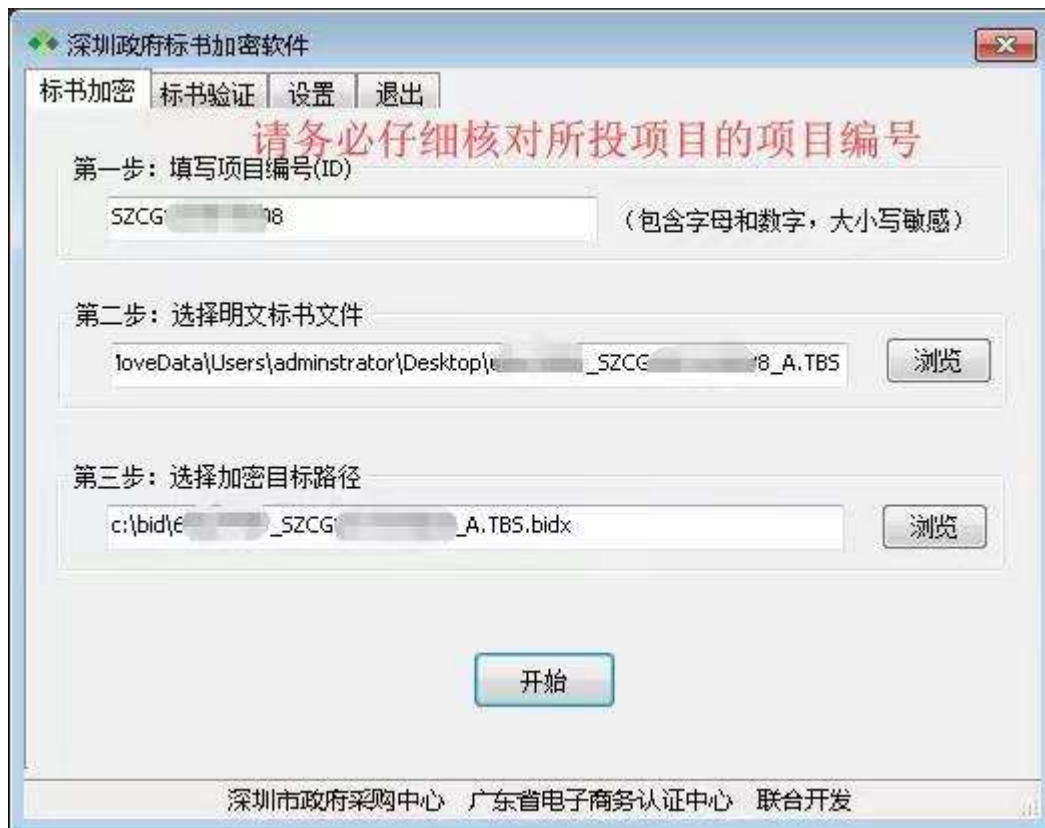 深圳政府标书加密软件
标书加密 标书验证 设置 退出
请务必仔细核对所投项目的项目编号
第一步：填写项目编号(ID)
SZCG 08 （包含字母和数字，大小写敏感）
第二步：选择明文标书文件
loveData\Users\adminstrator\Desktop\ _SZCG 8_A.TBS 浏览
第三步：选择加密目标路径
c:\bid\6 _SZCG _A.TBS.bidx 浏览
开始
深圳市政府采购中心 广东省电子商务认证中心 联合开发